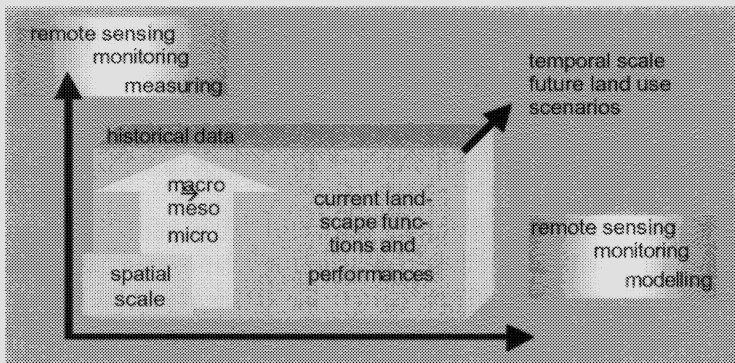 remote sensing
monitoring
measuring
temporal scale
future land use
scenarios
historical data
macro
meso
micro
current land-
scape func-
tions and
performances
spatial
scale
remote sensing
monitoring
modelling